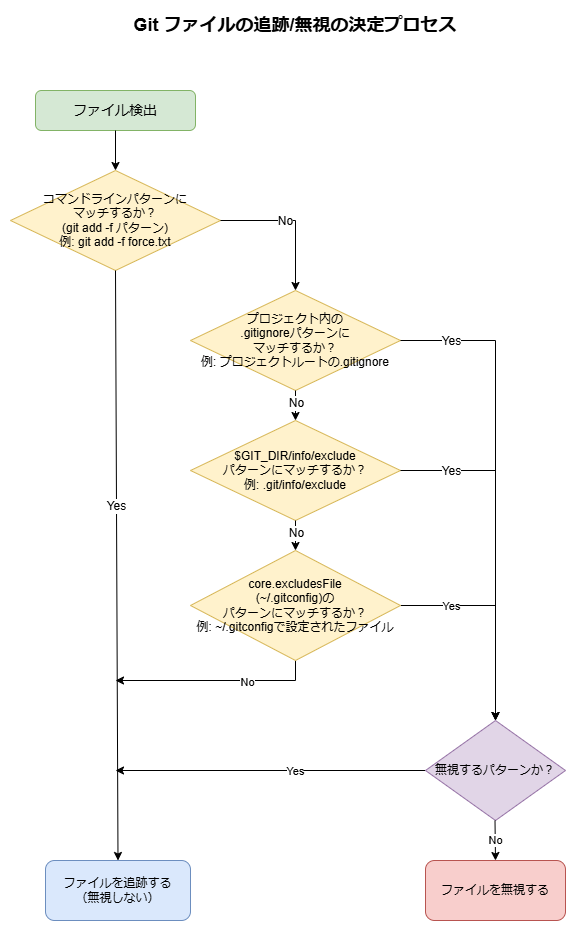 Git ファイルの追跡/無視の決定プロセス
ファイル検出
コマンドラインパターンに
マッチするか？
(git add -f パターン)
例: git add -f force.txt
No
プロジェクト内の
.gitignoreパターンに
マッチするか？
例: プロジェクトルートの.gitignore
Yes
No
$GIT_DIR/info/exclude
パターンにマッチするか？
例: .git/info/exclude
Yes
Yes
No
core.excludesFile
(~/.gitconfig)の
パターンにマッチするか？
例: ~/.gitconfigで設定されたファイル
Yes
No
無視するパターンか？
Yes
No
ファイルを追跡する
（無視しない）
ファイルを無視する